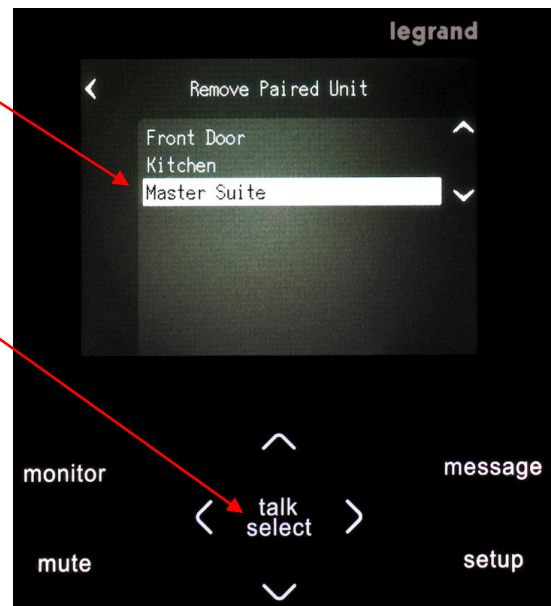 legrand
Remove Paired Unit
Front Door
Kitchen
Master Suite
monitor
message
talk
select
mute
setup